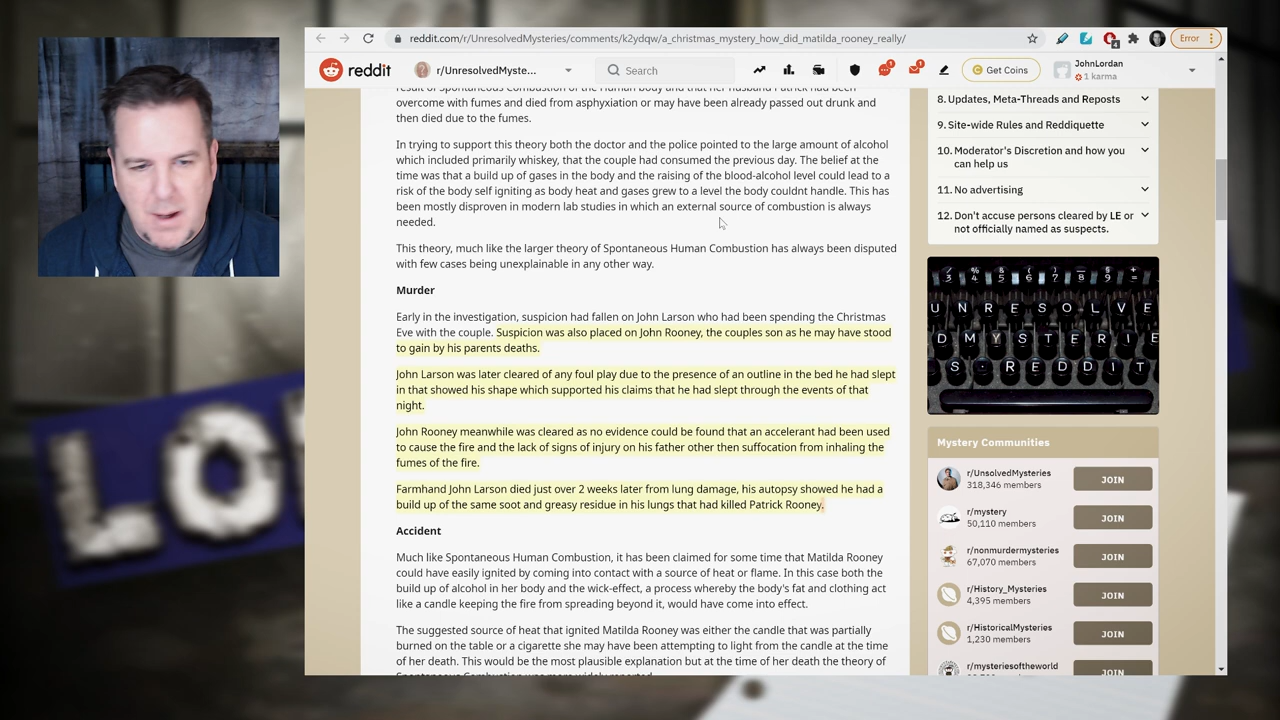 reddit.com/r/UnresolvedMysteries/comments/k2ydqw/a_christmas_mystery_how_did_matilda_rooney_really/
4
Error
reddit
r/UnresolvedMyste...
Search
1
1
Get Coins
JohnLordan
1 karma
result of Spontaneous Combustion of the Human body and that her husband Patrick had been
overcome with fumes and died from asphyxiation or may have been already passed out drunk and
then died due to the fumes.
In trying to support this theory both the doctor and the police pointed to the large amount of alcohol
which included primarily whiskey, that the couple had consumed the previous day. The belief at the
time was that a build up of gases in the body and the raising of the blood-alcohol level could lead to a
risk of the body self igniting as body heat and gases grew to a level the body couldnt handle. This has
been mostly disproven in modern lab studies in which an external source of combustion is always
needed.
This theory, much like the larger theory of Spontaneous Human Combustion has always been disputed
with few cases being unexplainable in any other way.
Murder
Early in the investigation, suspicion had fallen on John Larson who had been spending the Christmas
Eve with the couple. Suspicion was also placed on John Rooney, the couples son as he may have stood
to gain by his parents deaths.
John Larson was later cleared of any foul play due to the presence of an outline in the bed he had slept
in that showed his shape which supported his claims that he had slept through the events of that
night.
John Rooney meanwhile was cleared as no evidence could be found that an accelerant had been used
to cause the fire and the lack of signs of injury on his father other then suffocation from inhaling the
fumes of the fire.
Farmhand John Larson died just over 2 weeks later from lung damage, his autopsy showed he had a
build up of the same soot and greasy residue in his lungs that had killed Patrick Rooney.
Accident
Much like Spontaneous Human Combustion, it has been claimed for some time that Matilda Rooney
could have easily ignited by coming into contact with a source of heat or flame. In this case both the
build up of alcohol in her body and the wick-effect, a process whereby the body's fat and clothing act
like a candle keeping the fire from spreading beyond it, would have come into effect.
The suggested source of heat that ignited Matilda Rooney was either the candle that was partially
burned on the table or a cigarette she may have been attempting to light from the candle at the time
of her death. This would be the most plausible explanation but at the time of her death the theory of
Spontaneous Combustion was more widely reported.
8. Updates, Meta-Threads and Reposts
9. Site-wide Rules and Reddiquette
10. Moderator's Discretion and how you
can help us
11. No advertising
12. Don't accuse persons cleared by LE or
not officially named as suspects.
UNRESOLVE
DMYSTERIE
S REDDIT
Mystery Communities
r/UnsolvedMysteries
318,346 members
JOIN
r/mystery
50,110 members
JOIN
r/nonmurdermysteries
67,070 members
JOIN
r/History_Mysteries
4,395 members
JOIN
r/HistoricalMysteries
1,230 members
JOIN
r/mysteriesoftheworld
JOIN
LO